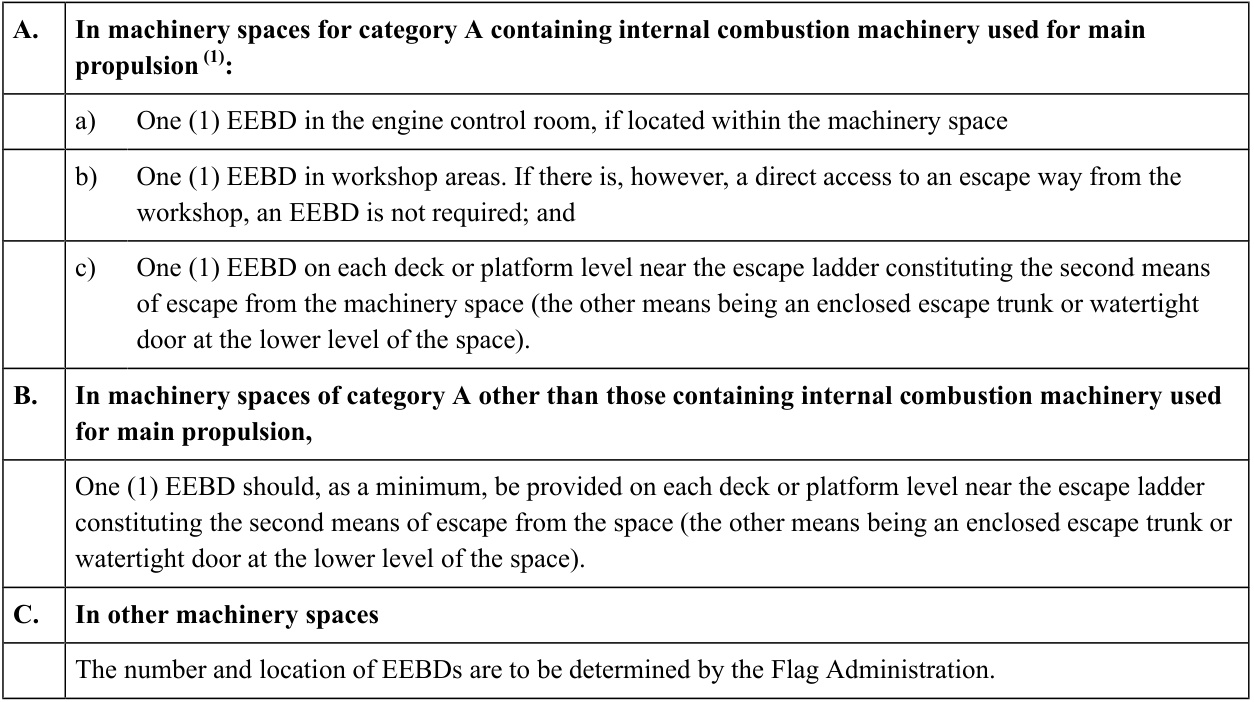 A. In machinery spaces for category A containing internal combustion machinery used for main
propulsion (1):
a) One (1) EEBD in the engine control room, if located within the machinery space
b) One (1) EEBD in workshop areas. If there is, however, a direct access to an escape way from the
workshop, an EEBD is not required; and
c) One (1) EEBD on each deck or platform level near the escape ladder constituting the second means
of escape from the machinery space (the other means being an enclosed escape trunk or watertight
door at the lower level of the space).
B. In machinery spaces of category A other than those containing internal combustion machinery used
for main propulsion,
One (1) EEBD should, as a minimum, be provided on each deck or platform level near the escape ladder
constituting the second means of escape from the space (the other means being an enclosed escape trunk or
watertight door at the lower level of the space).
C. In other machinery spaces
The number and location of EEBDs are to be determined by the Flag Administration.